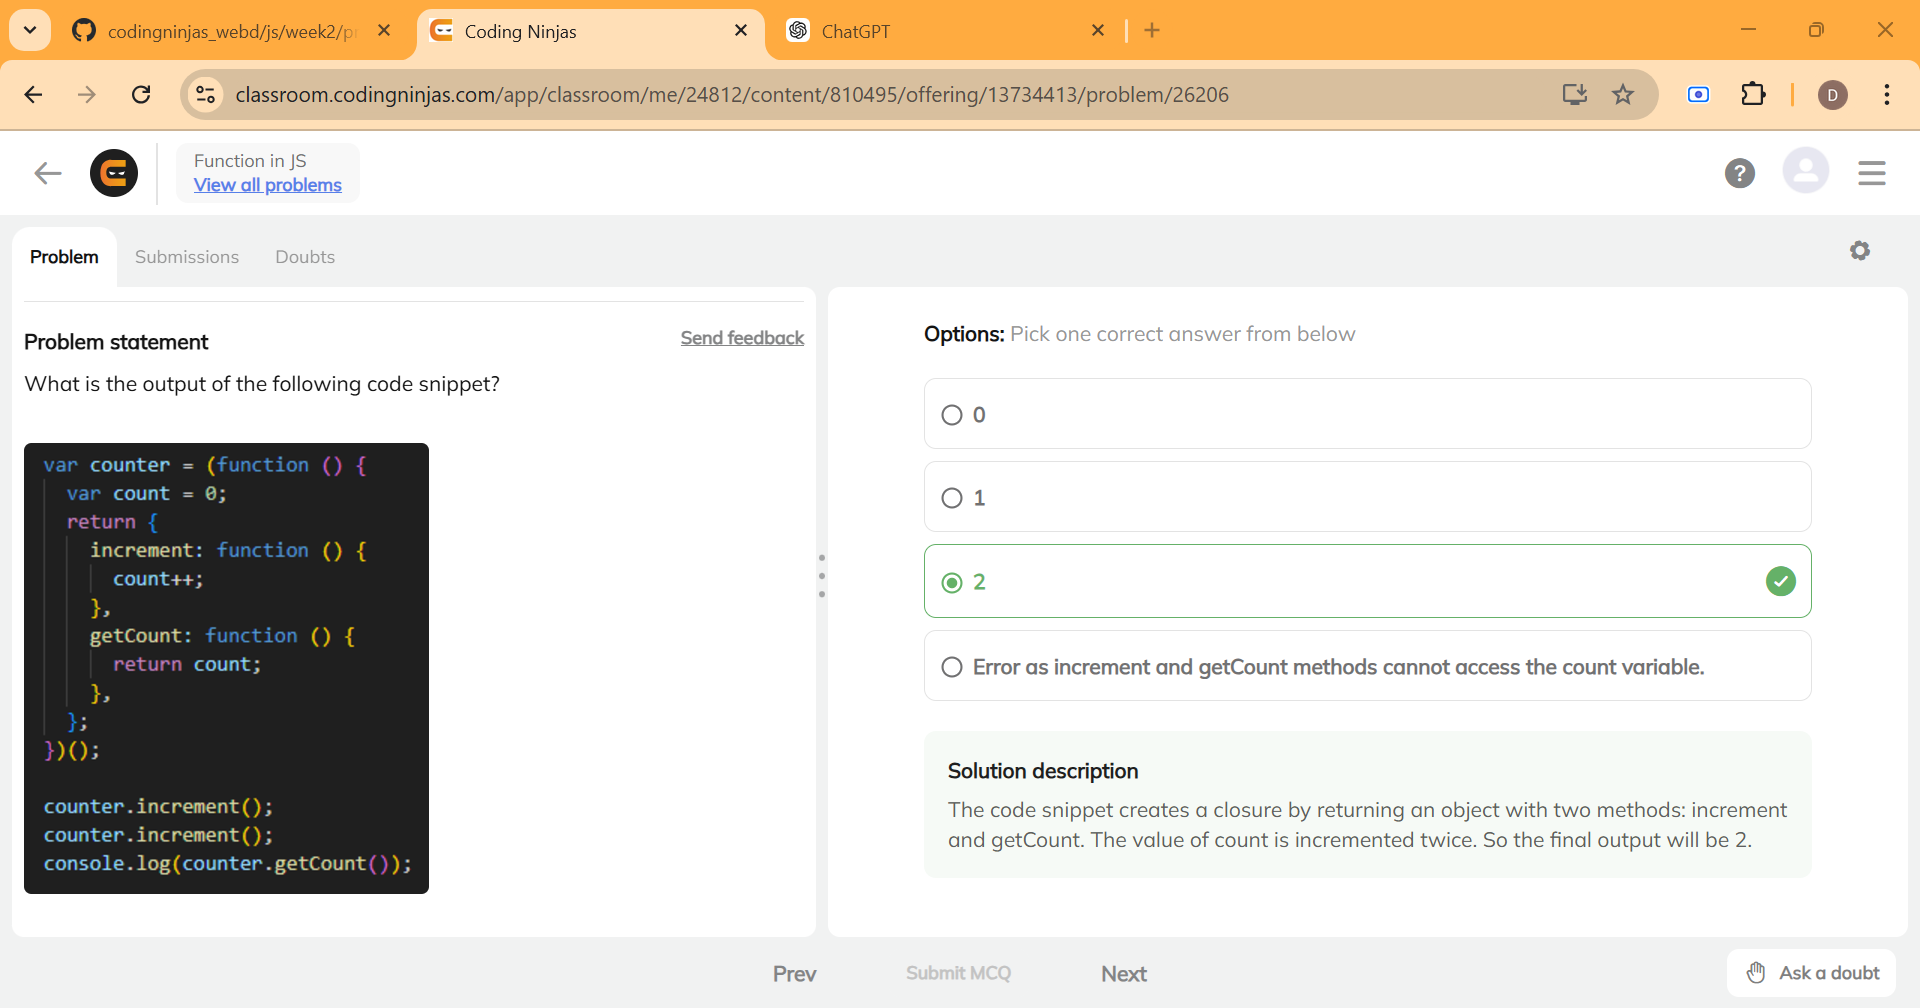 codingninjas_webd/js/week2/pr
Coding Ninjas
ChatGPT
classroom.codingninjas.com/app/classroom/me/24812/content/810495/offering/13734413/problem/26206
D
Function in JS
View all problems
?
Problem
Submissions
Doubts
Problem statement
Send feedback
What is the output of the following code snippet?
var counter = (function () {
  var count = 0;
  return {
    increment: function () {
      count++;
    },
    getCount: function () {
      return count;
    },
  };
})();
counter.increment();
counter.increment();
console.log(counter.getCount());
Options: Pick one correct answer from below
0
1
2
Error as increment and getCount methods cannot access the count variable.
Solution description
The code snippet creates a closure by returning an object with two methods: increment
and getCount. The value of count is incremented twice. So the final output will be 2.
Prev
Submit MCQ
Next
Ask a doubt